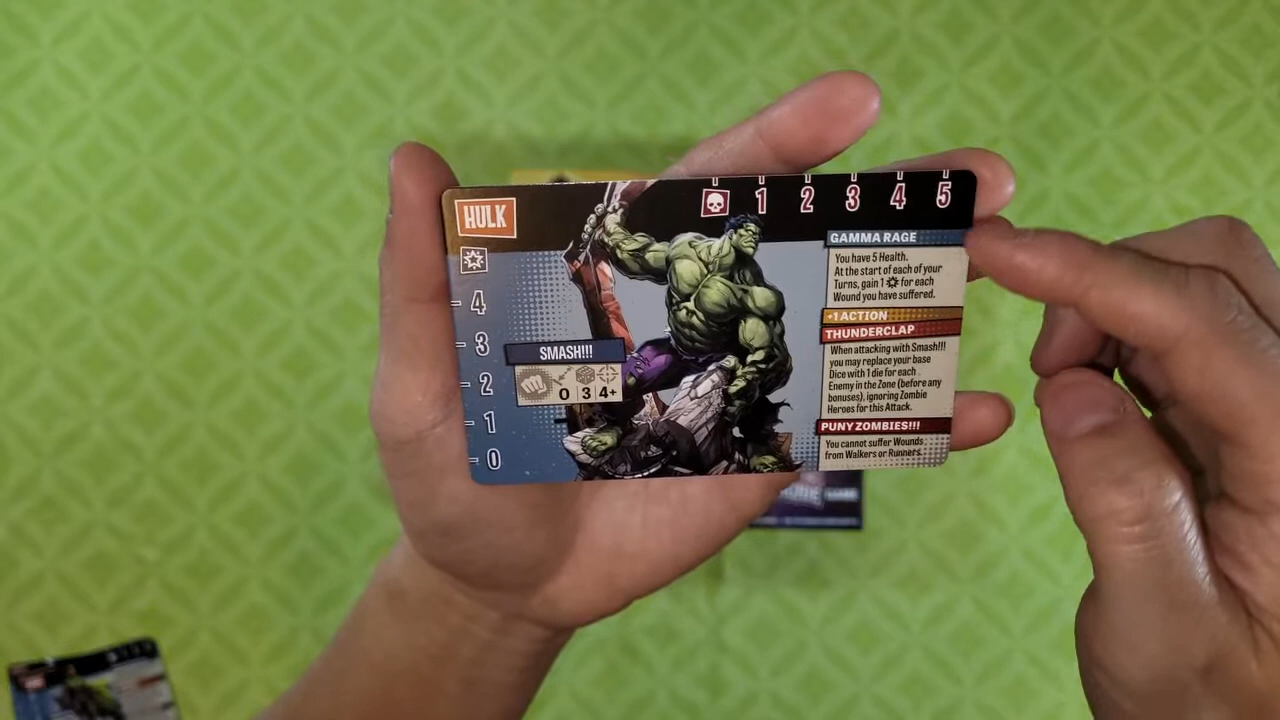 HULK
1 2 3 4 5
4
3
2
1
0
SMASH!!!
0 3 4+
GAMMA RAGE
You have 5 Health.
At the start of each of your
Turns, gain 1 for each
Wound you have suffered.
+1 ACTION
THUNDERCLAP
When attacking with Smash!!!
you may replace your base
Dice with 1 die for each
Enemy in the Zone (before any
bonuses), ignoring Zombie
Heroes for this Attack.
PUNY ZOMBIES!!!
You cannot suffer Wounds
from Walkers or Runners.
GAME